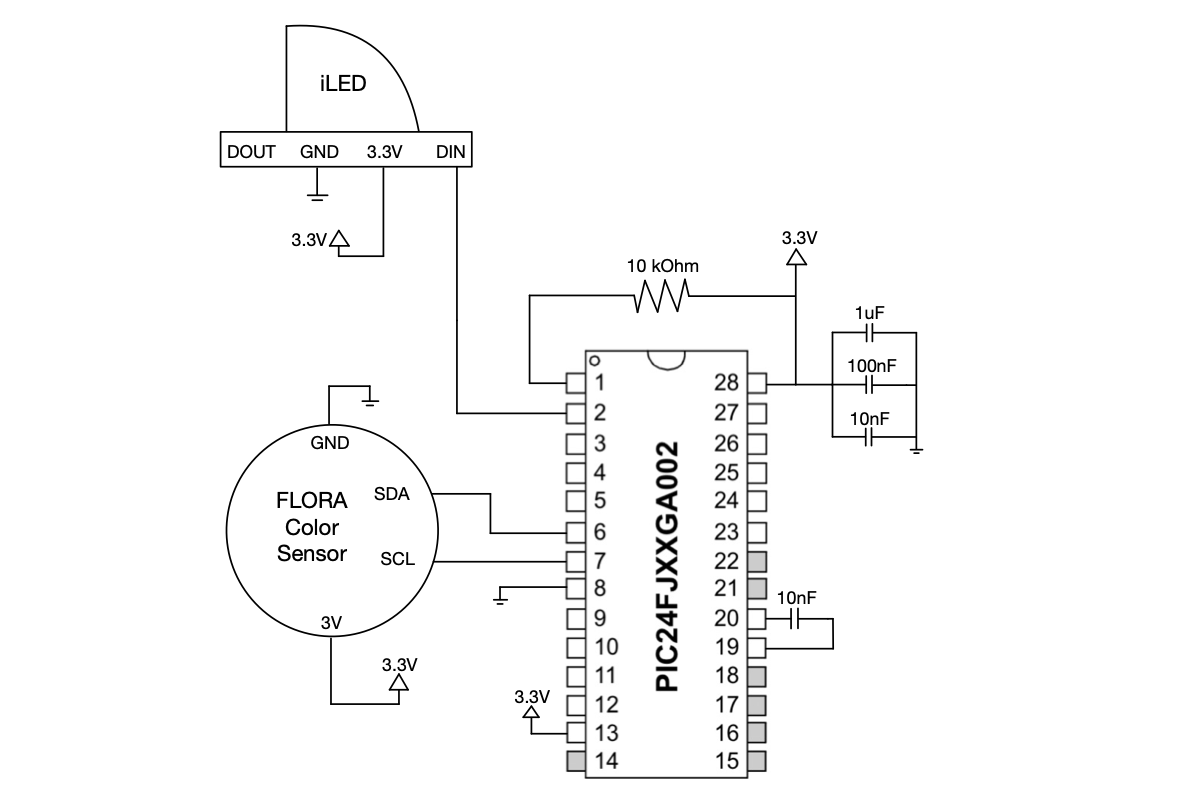 iLED
DOUT GND 3.3V DIN
3.3V
10 kOhm
3.3V
1uF
100nF
10nF
GND
FLORA
Color
Sensor
SDA
SCL
3V
3.3V
3.3V
10nF
PIC24FJXXGA002
1 28
2 27
3 26
4 25
5 24
6 23
7 22
8 21
9 20
10 19
11 18
12 17
13 16
14 15